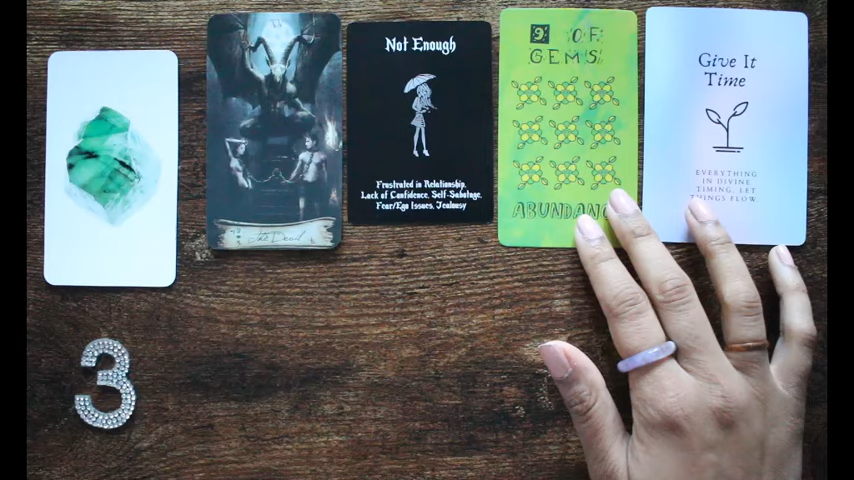 The Devil
Not Enough
Frustrated in Relationship,
Lack of Confidence, Self-Sabotage,
Fear/Ego Issues, Jealousy
9 OF
GEMS
ABUNDANC
Give It
Time
EVERYTHING
IN DIVINE
TIMING, LET
THINGS FLOW
3